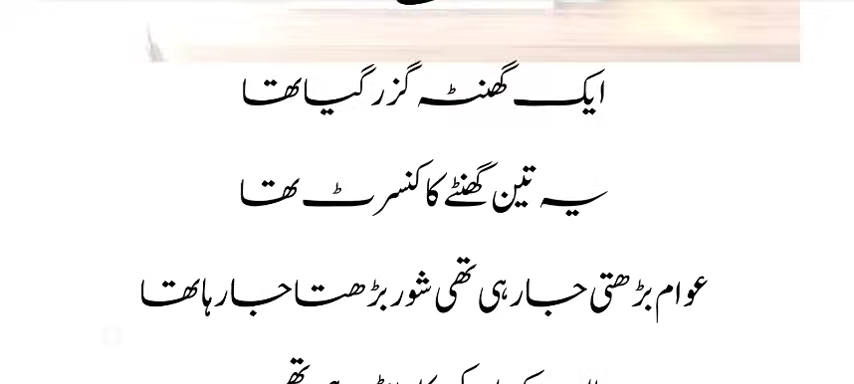 ایک گھنٹہ گزر گیا تھا
یہ تین گھنٹے کا کنسرٹ تھا
عوام بڑھتی جا رہی تھی شور بڑھتا جا رہا تھا